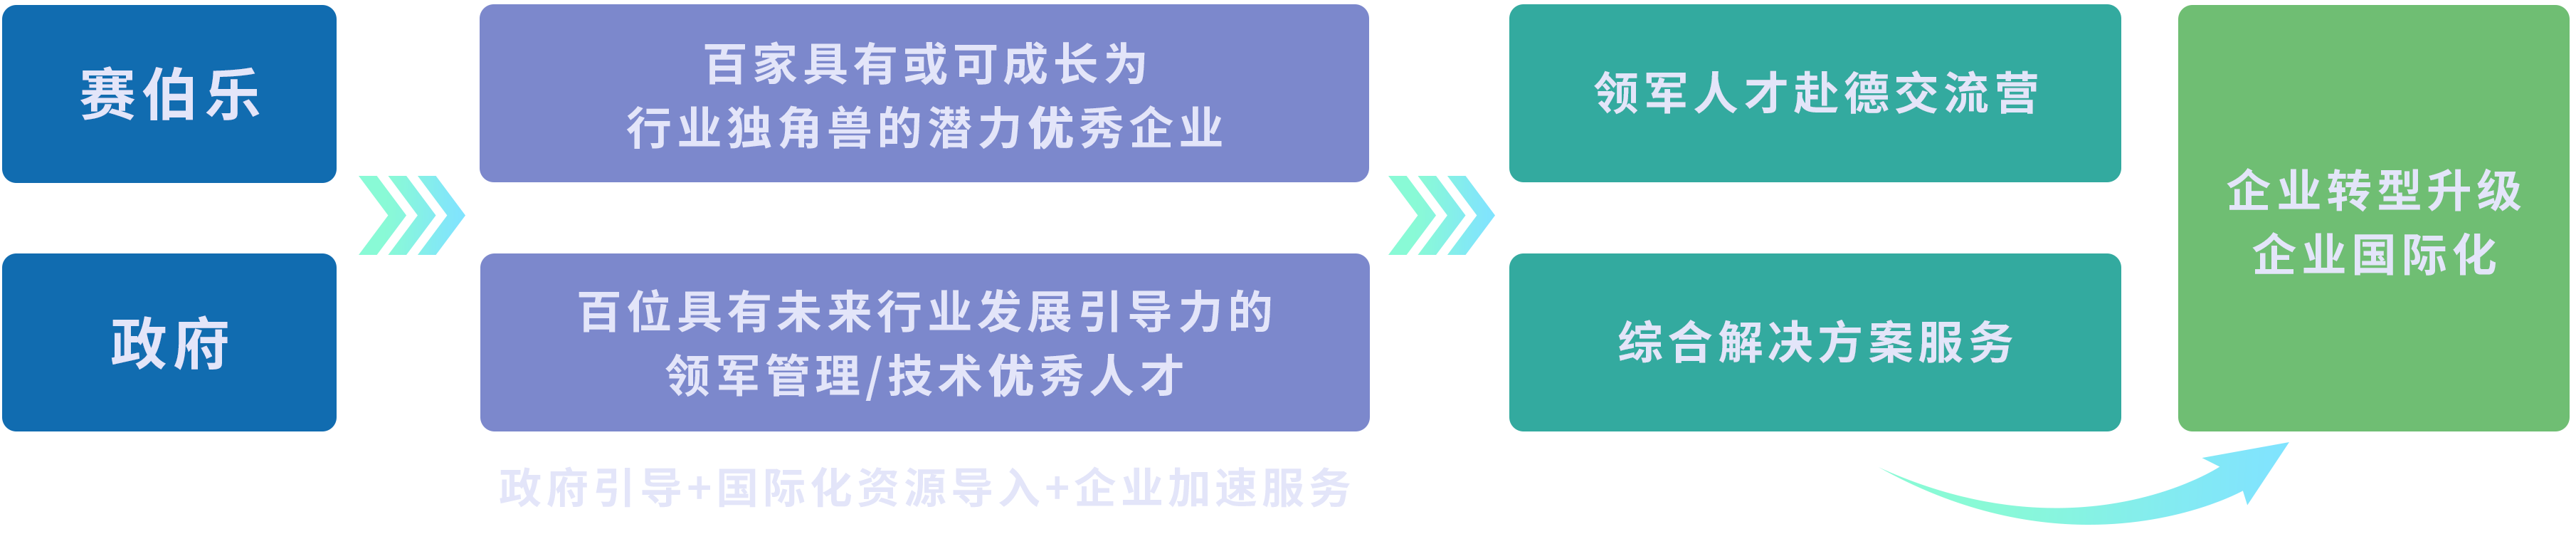 赛伯乐
政府
百家具有或可成长为
行业独角兽的潜力优秀企业
百位具有未来行业发展引导力的
领军管理/技术优秀人才
政府引导+国际化资源导入+企业加速服务
领军人才赴德交流营
综合解决方案服务
企业转型升级
企业国际化